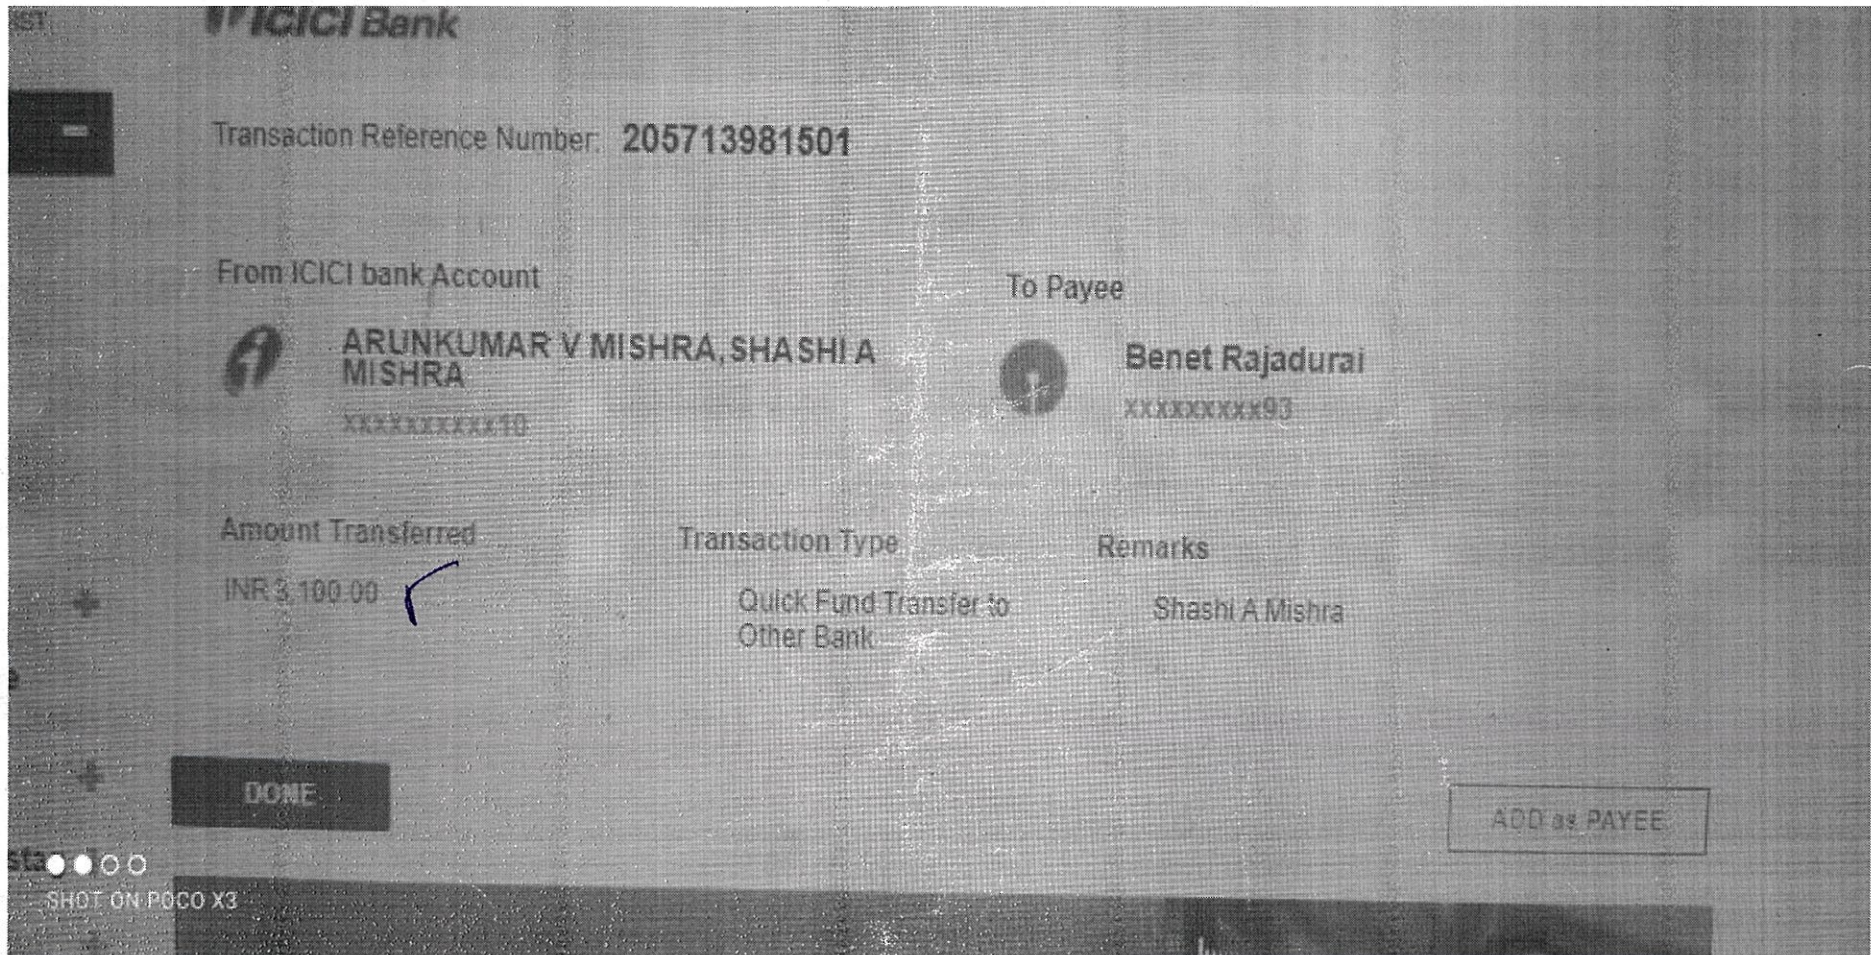 ICICI Bank
Transaction Reference Number: 205713981501
From ICICI bank Account
To Payee
ARUNKUMAR V MISHRA,SHASHI A
MISHRA
xxxxxxxxxx10
Benet Rajadurai
xxxxxxxxx93
Amount Transferred
Transaction Type
Remarks
INR 3,100.00
Quick Fund Transfer to
Other Bank
Shashi A Mishra
DONE
ADD as PAYEE
SHOT ON POCO X3